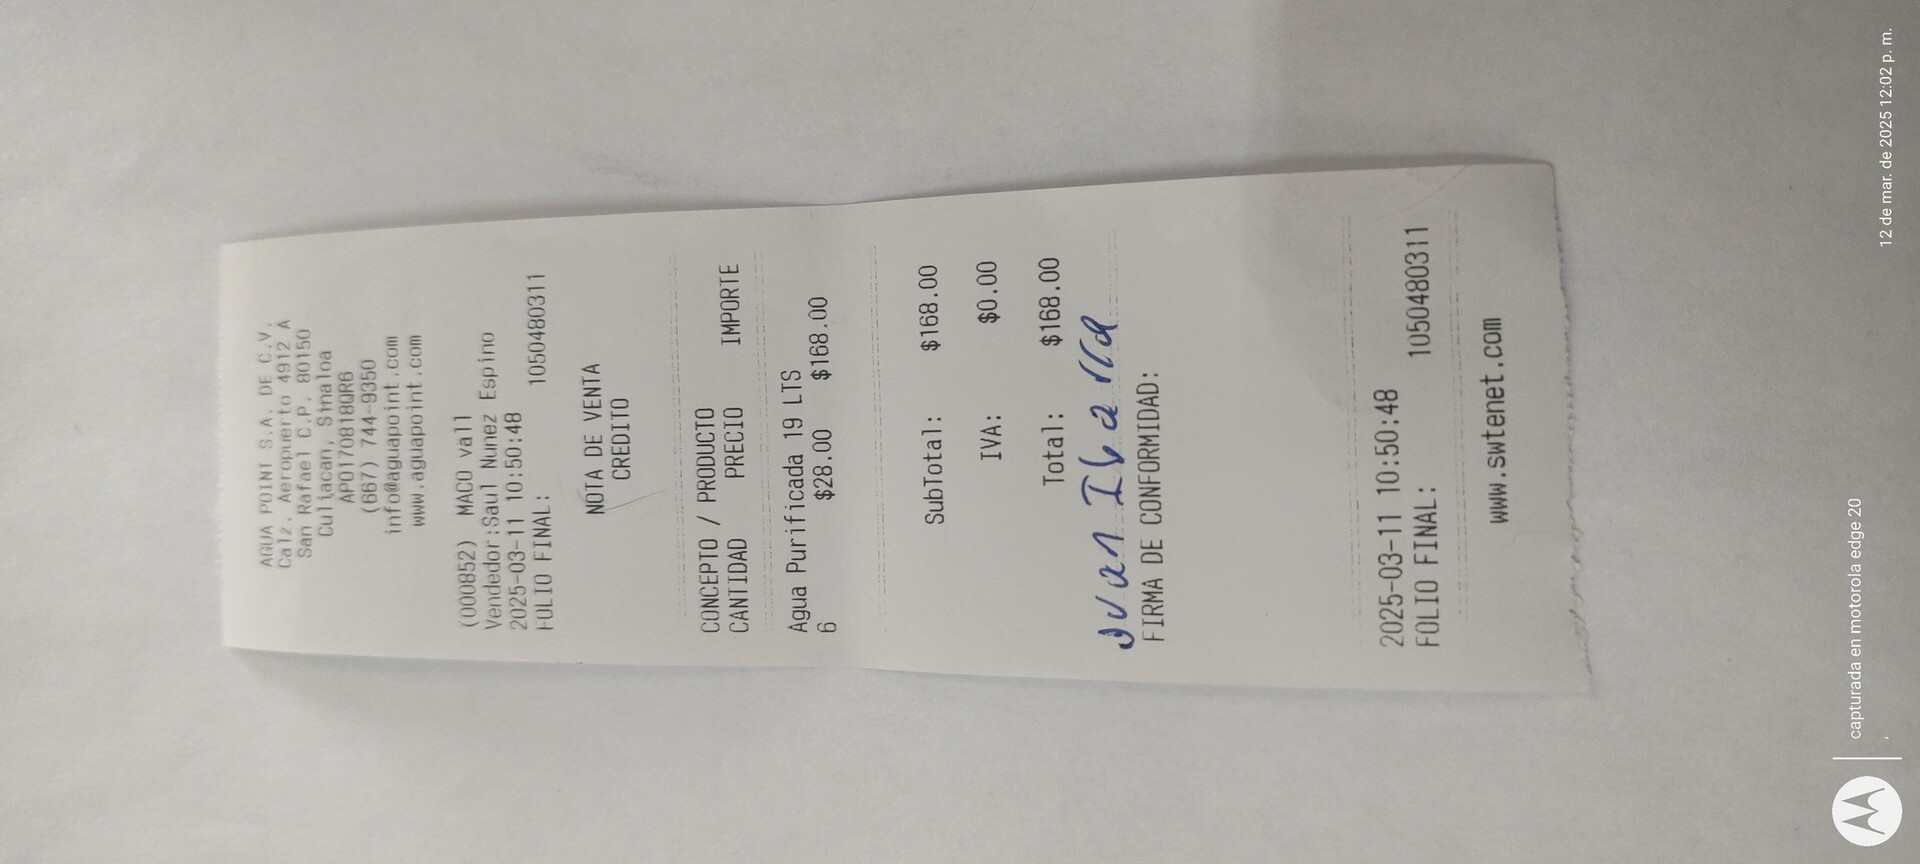 AGUA POINT S.A. DE C.V.
Calz. Aeropuerto 4912 A
San Rafael C.P. 80150
Culiacan, Sinaloa
APO170818QR6
(667) 744-9350
info@aguapoint.com
www.aguapoint.com
(000852) MACO vall
Vendedor:Saul Nunez Espino
2025-03-11 10:50:48
FOLIO FINAL: 1050480311
NOTA DE VENTA
CREDITO
CONCEPTO / PRODUCTO
CANTIDAD PRECIO IMPORTE
Agua Purificada 19 LTS
6 $28.00 $168.00
SubTotal: $168.00
IVA: $0.00
Total: $168.00
Juan Ibarra
FIRMA DE CONFORMIDAD:
2025-03-11 10:50:48
FOLIO FINAL: 1050480311
www.swtenet.com
capturada en motorola edge 20
12 de mar. de 2025 12:02 p. m.